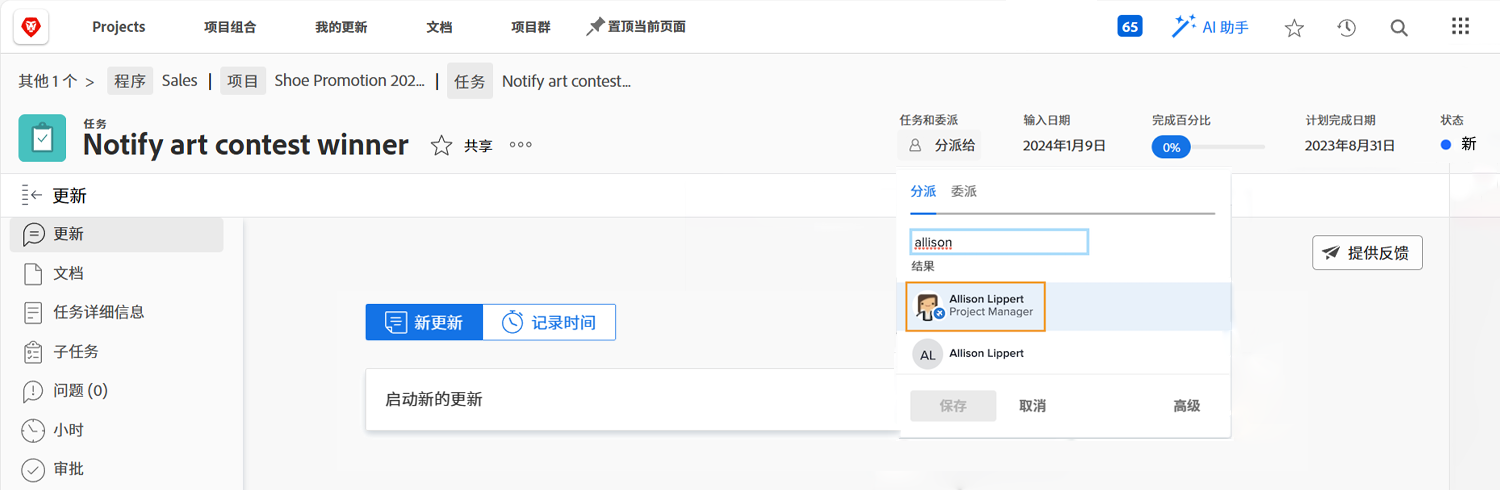 Projects 项目组合 我的更新 文档 项目群 置顶当前页面 65 AI 助手
其他 1 个 > 程序 Sales | 项目 Shoe Promotion 202... | 任务 Notify art contest...
任务
Notify art contest winner 共享
任务和委派 输入日期 完成百分比 计划完成日期 状态
分派给 2024年1月9日 0% 2023年8月31日 新
更新
分派 委派
更新
文档
任务详细信息
子任务
问题 (0)
小时
审批
新更新 记录时间
启动新的更新
allison
结果
Allison Lippert
Project Manager
AL Allison Lippert
保存 取消 高级
提供反馈